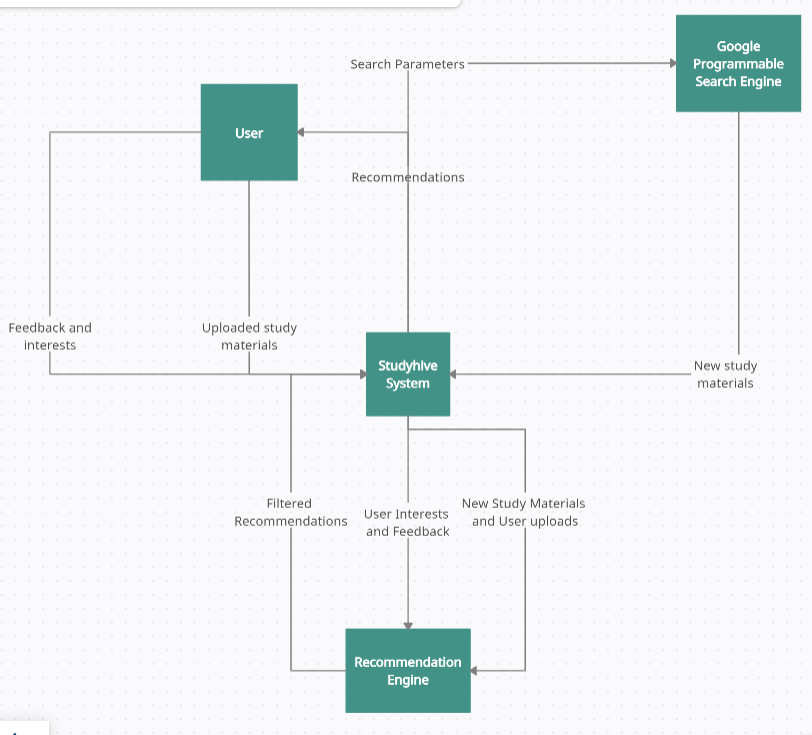 Google
Programmable
Search Engine
Search Parameters
User
Recommendations
Feedback and
interests
Uploaded study
materials
Studyhive
System
New study
materials
Filtered
Recommendations
User Interests
and Feedback
New Study Materials
and User uploads
Recommendation
Engine